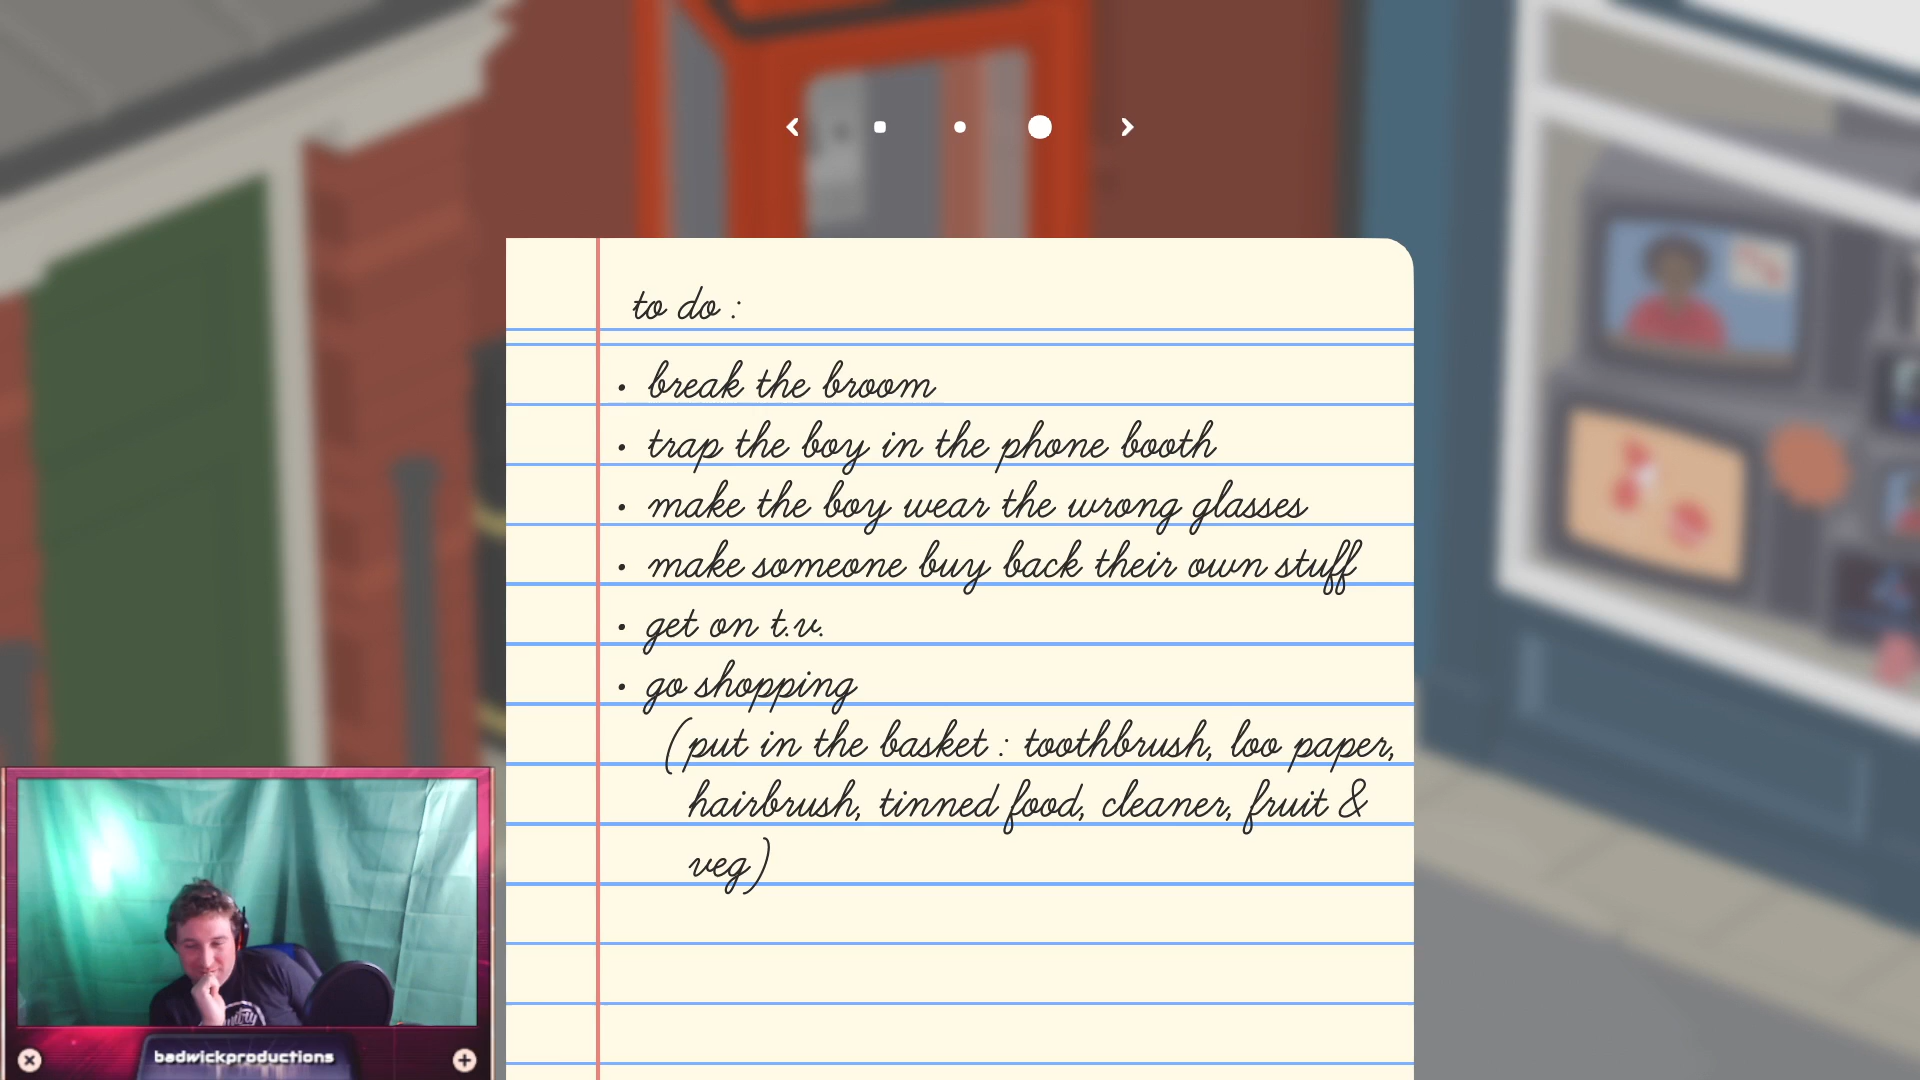 to do :
• break the broom
• trap the boy in the phone booth
• make the boy wear the wrong glasses
• make someone buy back their own stuff
• get on t.v.
• go shopping
(put in the basket : toothbrush, loo paper,
hairbrush, tinned food, cleaner, fruit &
veg)
badwickproductions